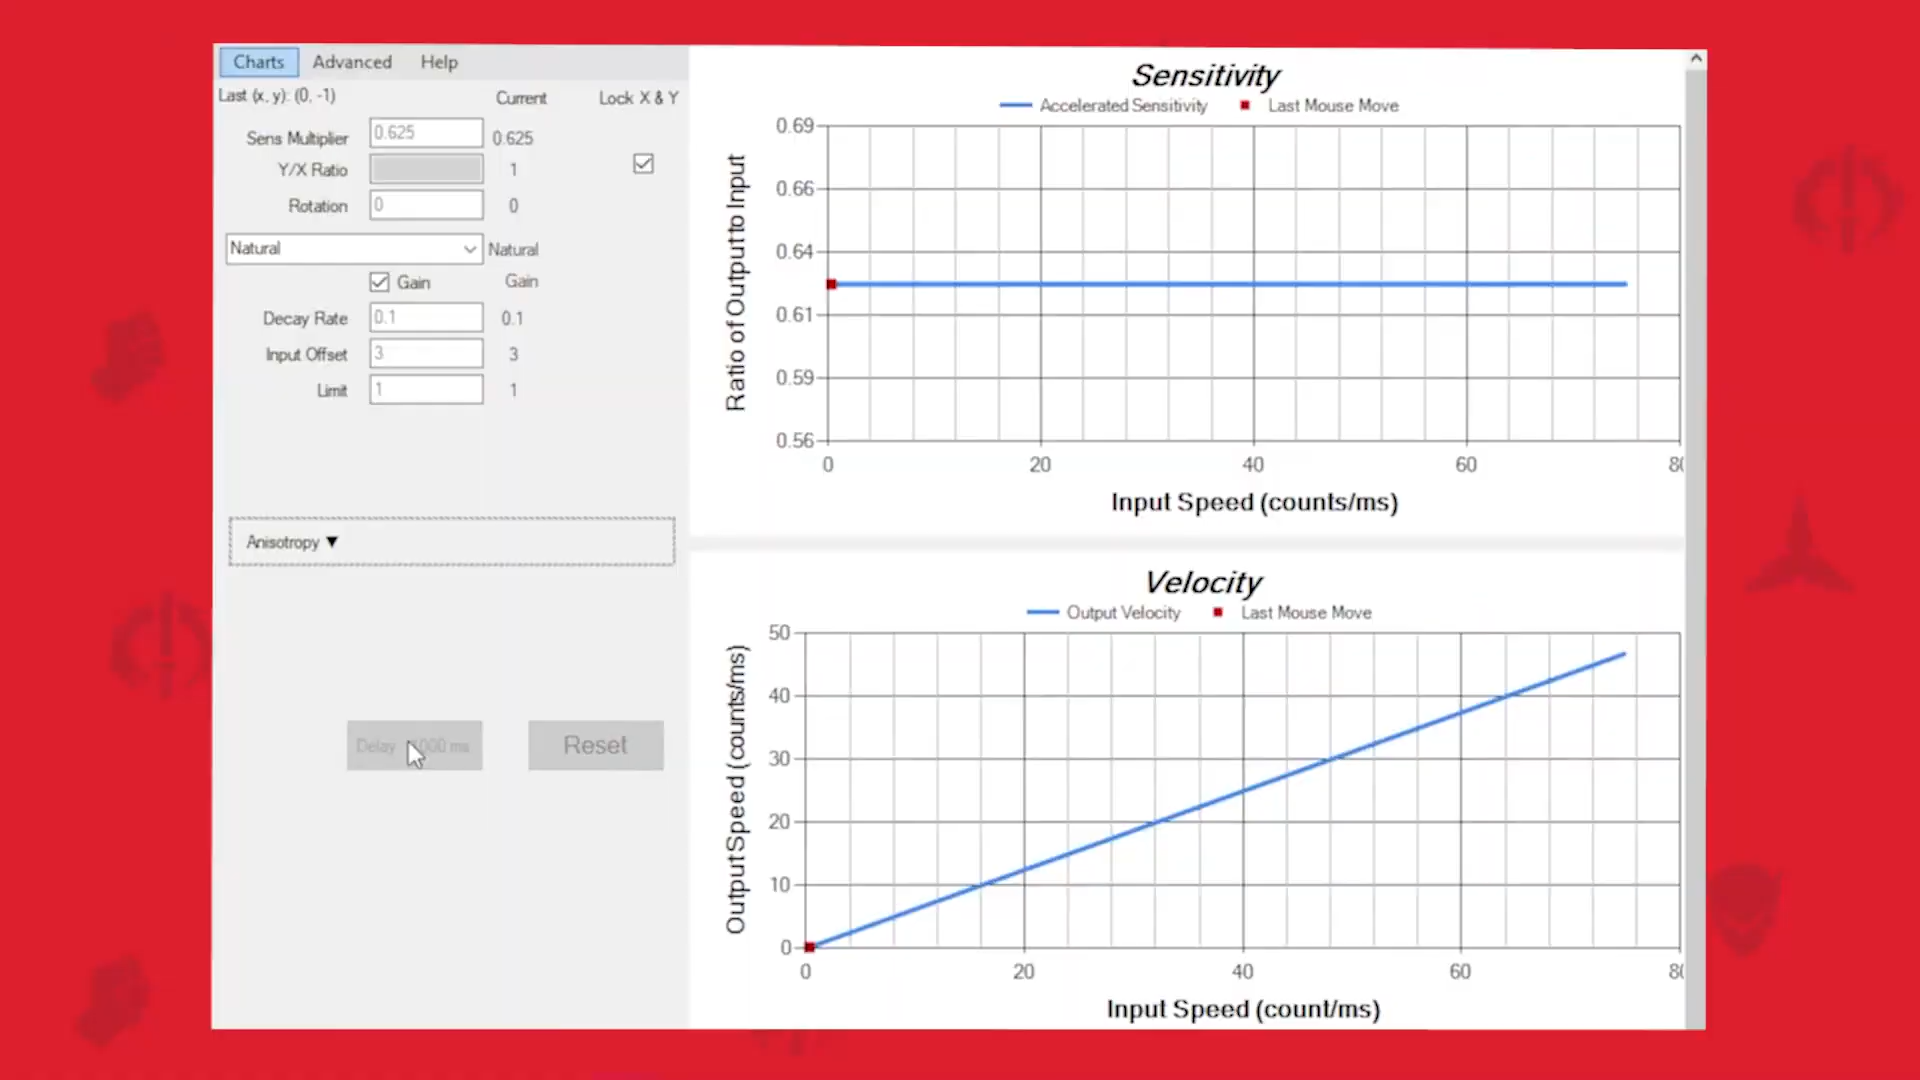 Charts Advanced Help
Last (x, y): (0, -1)
Current
Lock X & Y
Sens Multiplier 0.625 0.625
Y/X Ratio 1
Rotation 0 0
Natural Natural
Gain Gain
Decay Rate 0.1 0.1
Input Offset 3 3
Limit 1 1
Anisotropy ▼
Delay 000 ms Reset
Sensitivity
Accelerated Sensitivity Last Mouse Move
Ratio of Output to Input
0.69
0.66
0.64
0.61
0.59
0.56
0 20 40 60 80
Input Speed (counts/ms)
Velocity
Output Velocity Last Mouse Move
Output Speed (counts/ms)
50
40
30
20
10
0
0 20 40 60 80
Input Speed (count/ms)